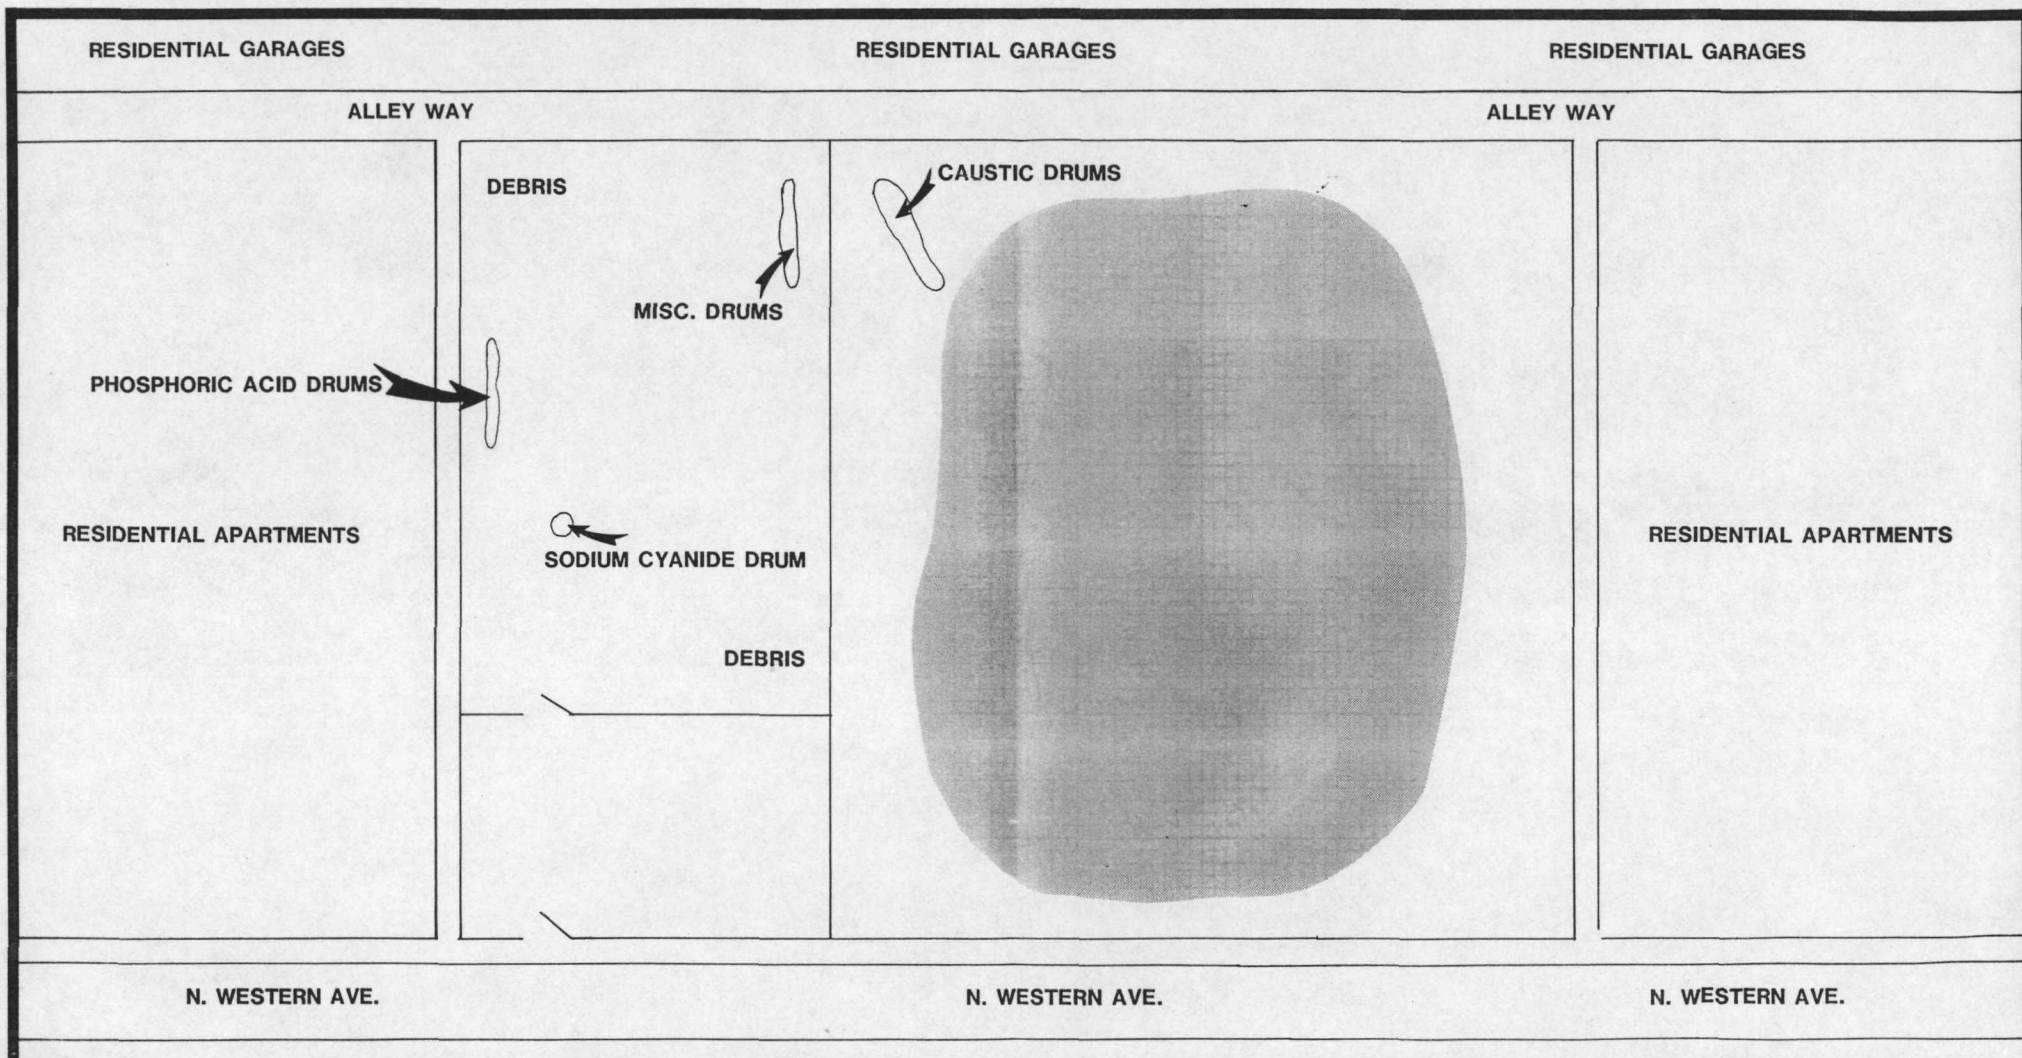 RESIDENTIAL GARAGES
RESIDENTIAL GARAGES
RESIDENTIAL GARAGES
ALLEY WAY
ALLEY WAY
CAUSTIC DRUMS
DEBRIS
MISC. DRUMS
PHOSPHORIC ACID DRUMS
RESIDENTIAL APARTMENTS
RESIDENTIAL APARTMENTS
SODIUM CYANIDE DRUM
DEBRIS
N. WESTERN AVE.
N. WESTERN AVE.
N. WESTERN AVE.